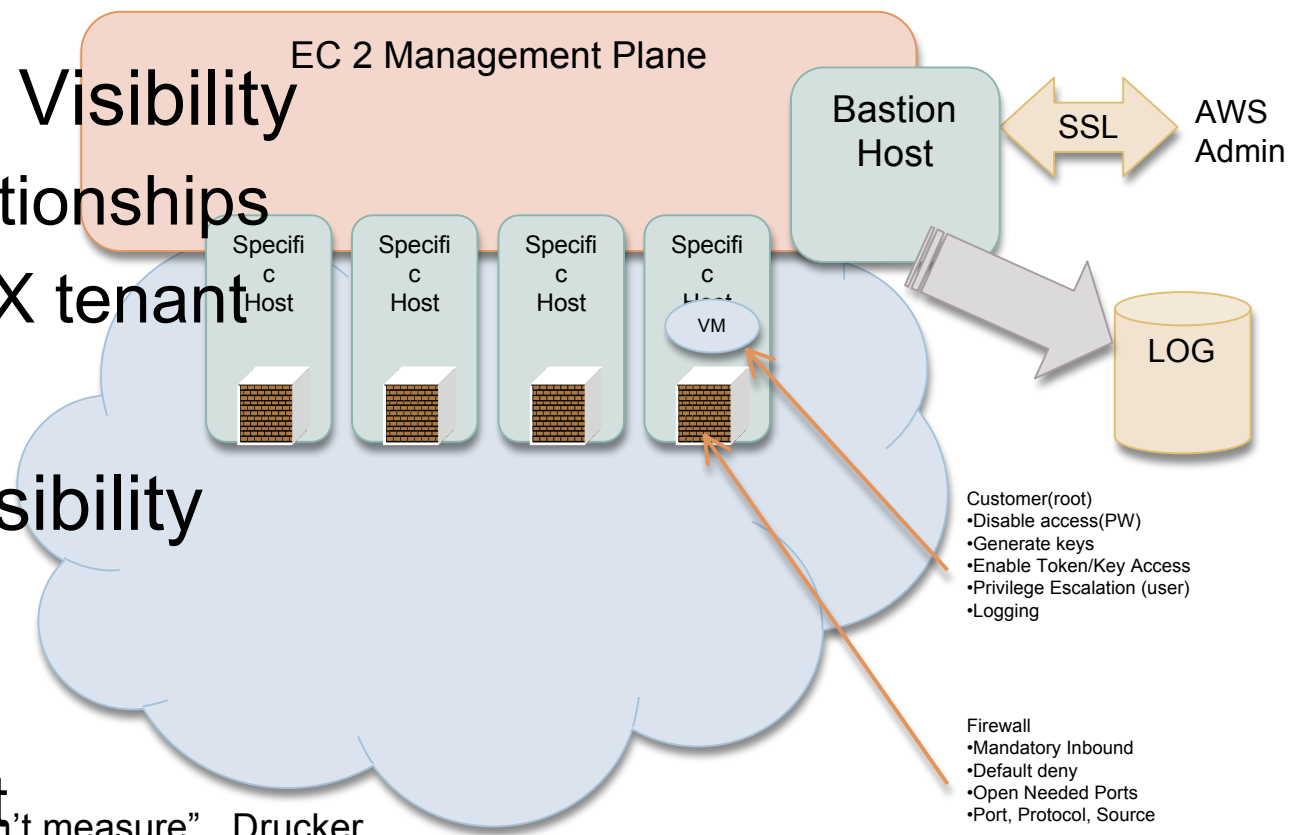 EC 2 Management Plane
Visibility
tionships
X tenant
sibility
t
n't measure" Drucker
Bastion
Host
SSL
AWS
Admin
Specifi
c
Host
Specifi
c
Host
Specifi
c
Host
Specifi
c
Host
VM
LOG
Customer(root)
•Disable access(PW)
•Generate keys
•Enable Token/Key Access
•Privilege Escalation (user)
•Logging
Firewall
•Mandatory Inbound
•Default deny
•Open Needed Ports
•Port, Protocol, Source